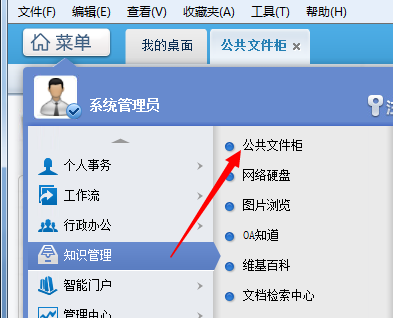 文件(F) 编辑(E) 查看(V) 收藏夹(A) 工具(T) 帮助(H)
菜单 我的桌面 公共文件柜 ×
系统管理员
个人事务
工作流
行政办公
知识管理
智能门户
管理中心
公共文件柜
网络硬盘
图片浏览
OA知道
维基百科
文档检索中心